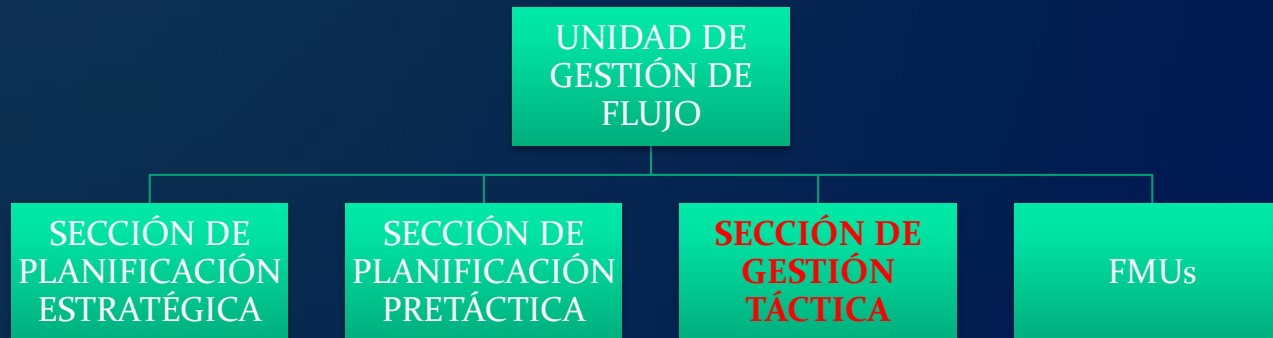 UNIDAD DE
GESTIÓN DE
FLUJO
SECCIÓN DE
PLANIFICACIÓN
ESTRATÉGICA
SECCIÓN DE
PLANIFICACIÓN
PRETÁCTICA
SECCIÓN DE
GESTIÓN
TÁCTICA
FMUs